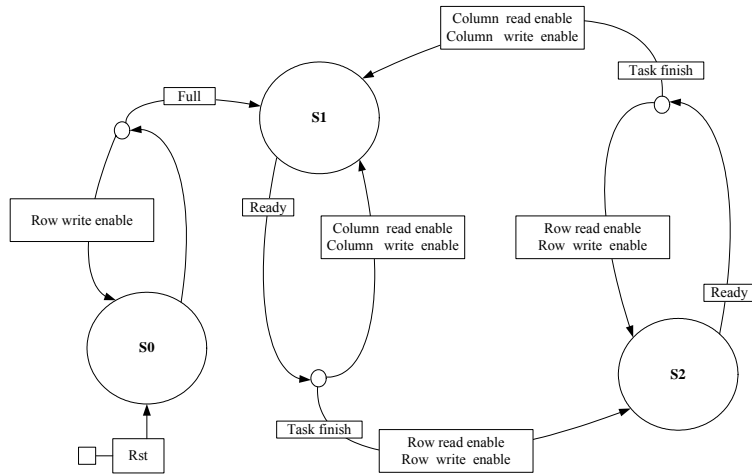 Column read enable
Column write enable
Task finish
Full
S1
Ready
Row write enable
Column read enable
Column write enable
Row read enable
Row write enable
Ready
S0
S2
Task finish
Row read enable
Row write enable
Rst